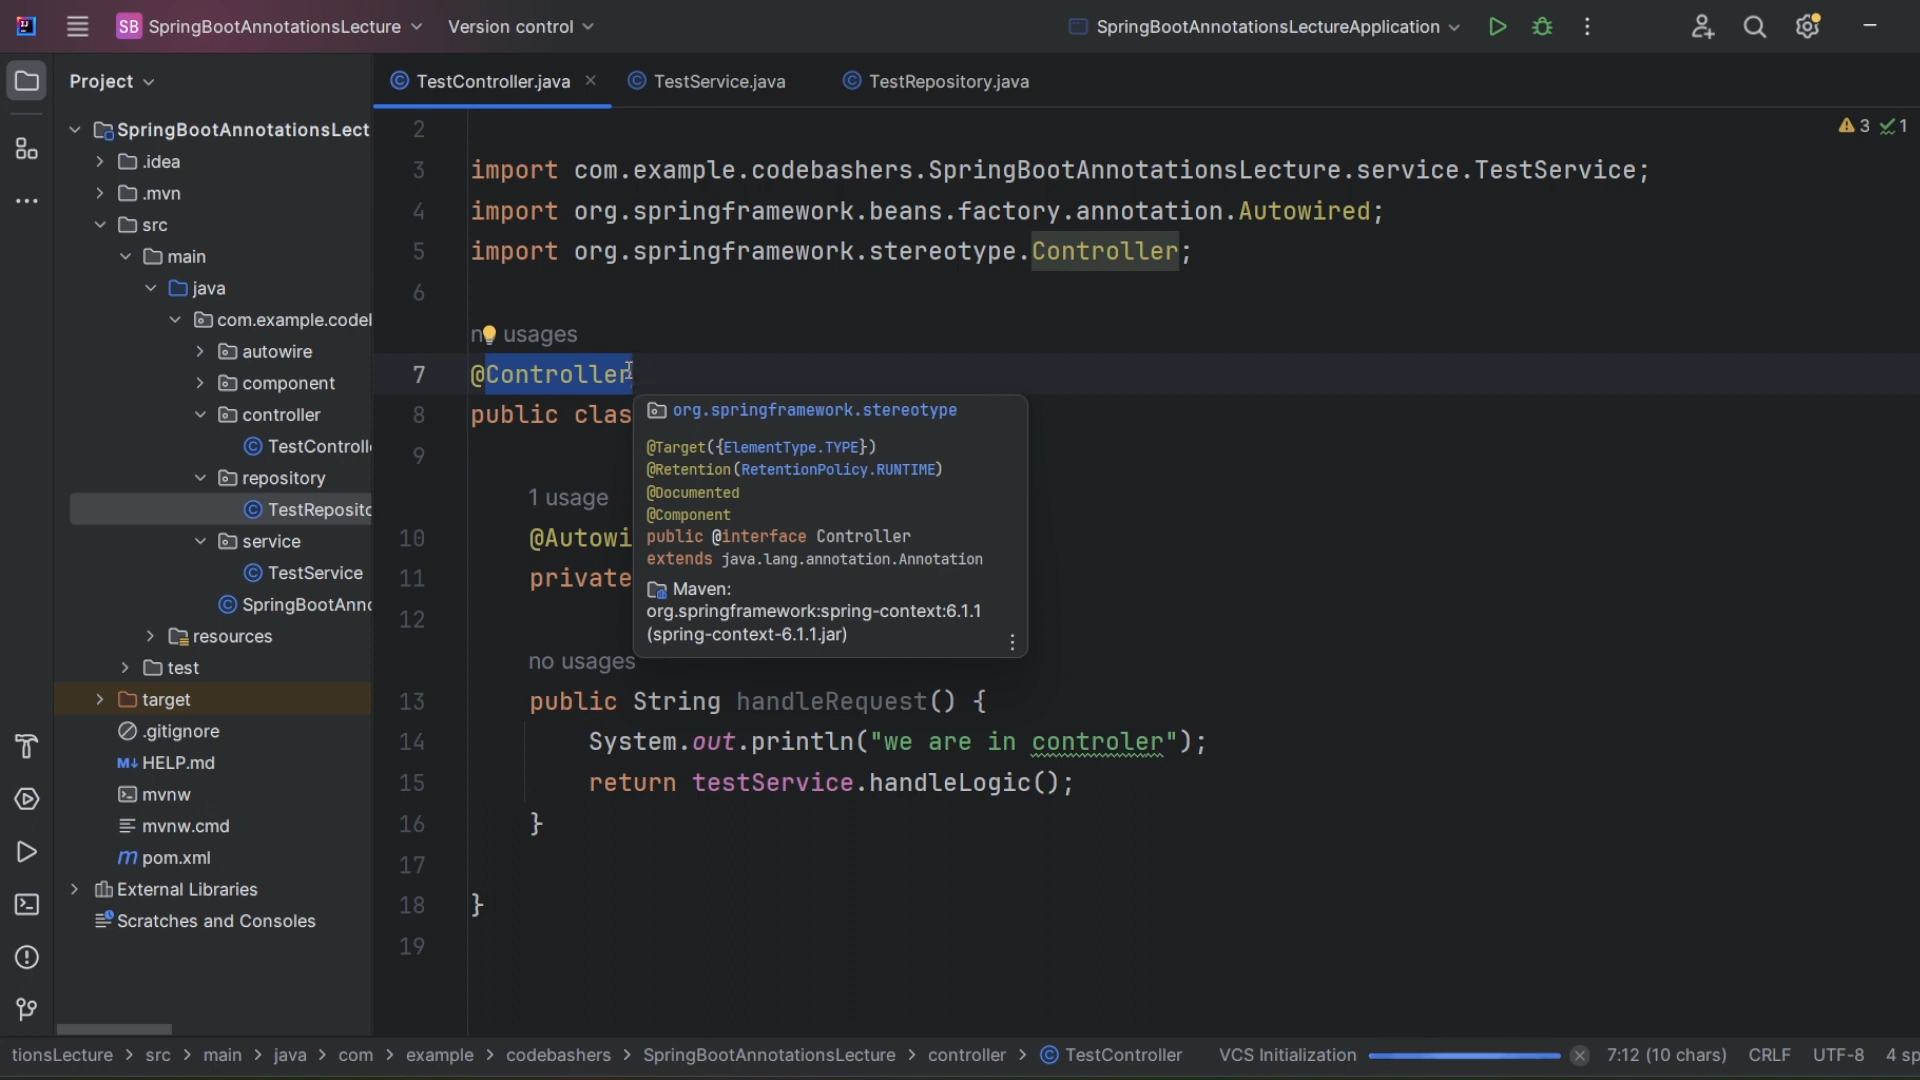 SB SpringBootAnnotationsLecture Version control SpringBootAnnotationsLectureApplication
Project
TestController.java TestService.java TestRepository.java
SpringBootAnnotationsLect
.idea
.mvn
src
main
java
com.example.codel
autowire
component
controller
TestControll
repository
TestReposito
service
TestService
SpringBootAnno
resources
test
target
.gitignore
M↓ HELP.md
mvnw
mvnw.cmd
m pom.xml
External Libraries
Scratches and Consoles
3 1
2
3 import com.example.codebashers.SpringBootAnnotationsLecture.service.TestService;
4 import org.springframework.beans.factory.annotation.Autowired;
5 import org.springframework.stereotype.Controller;
6
usages
7 @Controller
8 public clas
9
1 usage
10 @Autowi
11 private
12
no usages
13 public String handleRequest() {
14 System.out.println("we are in controler");
15 return testService.handleLogic();
16 }
17
18 }
19
org.springframework.stereotype
@Target({ElementType.TYPE})
@Retention(RetentionPolicy.RUNTIME)
@Documented
@Component
public @interface Controller
extends java.lang.annotation.Annotation
Maven:
org.springframework:spring-context:6.1.1
(spring-context-6.1.1.jar)
tionsLecture > src > main > java > com > example > codebashers > SpringBootAnnotationsLecture > controller > TestController VCS Initialization 7:12 (10 chars) CRLF UTF-8 4 sp